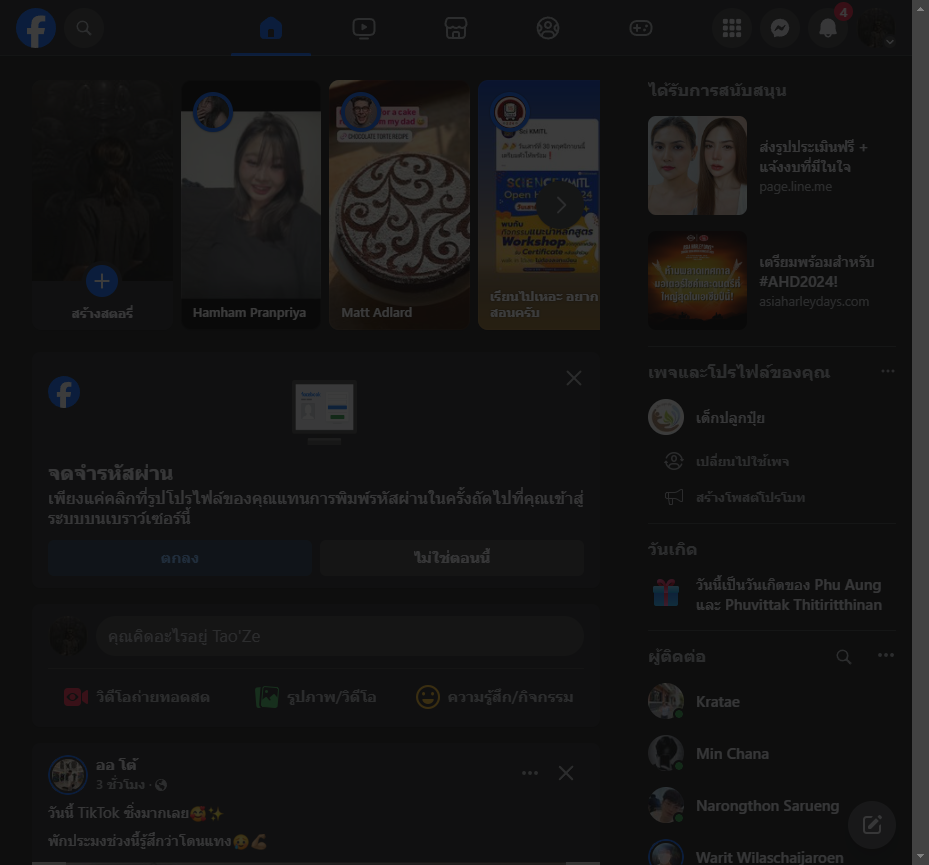 4
for a cake
m my dad
CHOCOLATE TORTE RECIPE
SCIENCE KMITL
Workshop
Certificate
สร้างสตอรี่
Hamham Pranpriya
Matt Adlard
เรียนไปเหอะ อยาก
สอนครับ
จดจำรหัสผ่าน
เพียงแค่คลิกที่รูปโปรไฟล์ของคุณแทนการพิมพ์รหัสผ่านในครั้งถัดไปที่คุณเข้าสู่
ระบบบนเบราว์เซอร์นี้
ตกลง
ไม่ใช่ตอนนี้
คุณคิดอะไรอยู่ Tao'Ze
วิดีโอถ่ายทอดสด
รูปภาพ/วิดีโอ
ความรู้สึก/กิจกรรม
ออ โต้
3 ชั่วโมง ·
วันนี้ TikTok ซิ่งมากเลย🥰✨
พักประมงช่วงนี้รู้สึกว่าโดนแทง🥹💪
ได้รับการสนับสนุน
ส่งรูปประเมินฟรี +
แจ้งงบที่มีในใจ
page.line.me
เตรียมพร้อมสำหรับ
#AHD2024!
asiaharleydays.com
เพจและโปรไฟล์ของคุณ
เด็กปลูกปุ๋ย
เปลี่ยนไปใช้เพจ
สร้างโพสต์โปรโมท
วันเกิด
วันนี้เป็นวันเกิดของ Phu Aung
และ Phuvittak Thitiritthinan
ผู้ติดต่อ
Kratae
Min Chana
Narongthon Sarueng
Warit Wilaschaijaroen